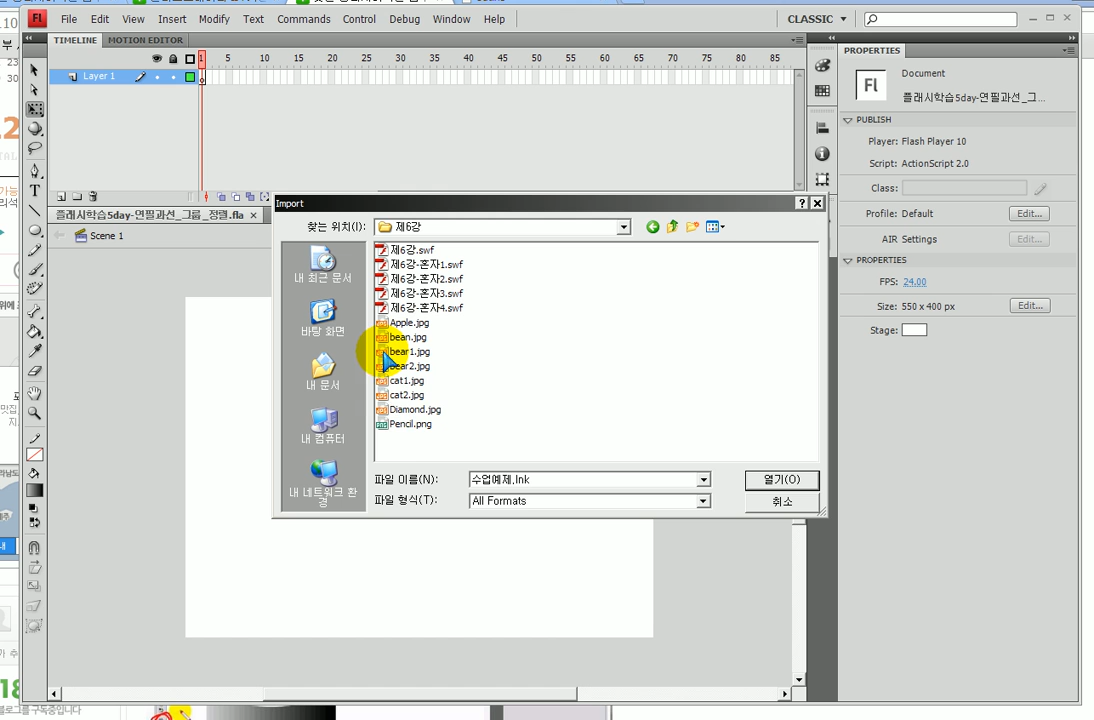 Fl File Edit View Insert Modify Text Commands Control Debug Window Help CLASSIC
TIMELINE MOTION EDITOR
PROPERTIES
1 5 10 15 20 25 30 35 40 45 50 55 60 65 70 75 80 85
Layer 1
Fl
Document
플래시학습5day-연필과선_그...
PUBLISH
Player: Flash Player 10
Script: ActionScript 2.0
Class:
Profile: Default Edit...
AIR Settings Edit...
PROPERTIES
FPS: 24.00
Size: 550 x 400 px Edit...
Stage:
플래시학습5day-연필과선_그룹_정렬.fla
Scene 1
Import
찾는 위치(I): 제6강
내 최근 문서
바탕 화면
내 문서
내 컴퓨터
내 네트워크 환
경
제6강.swf
제6강-혼자1.swf
제6강-혼자2.swf
제6강-혼자3.swf
제6강-혼자4.swf
Apple.jpg
bean.jpg
bear1.jpg
bear2.jpg
cat1.jpg
cat2.jpg
Diamond.jpg
Pencil.png
파일 이름(N): 수업예제.lnk 열기(O)
파일 형식(T): All Formats 취소